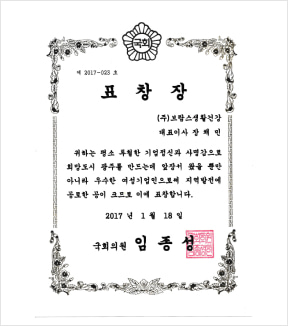 국회
제 2017-023 호
표 창 장
(주)보람스생활건강
대표이사 장 채 민
귀하는 평소 투철한 기업정신과 사명감으로
희망도시 광주를 만드는데 앞장서 왔을 뿐만
아니라 우수한 여성기업인으로써 지역발전에
공로한 공이 크므로 이에 표창합니다.
2017 년 1 월 18 일
국회의원 임종성